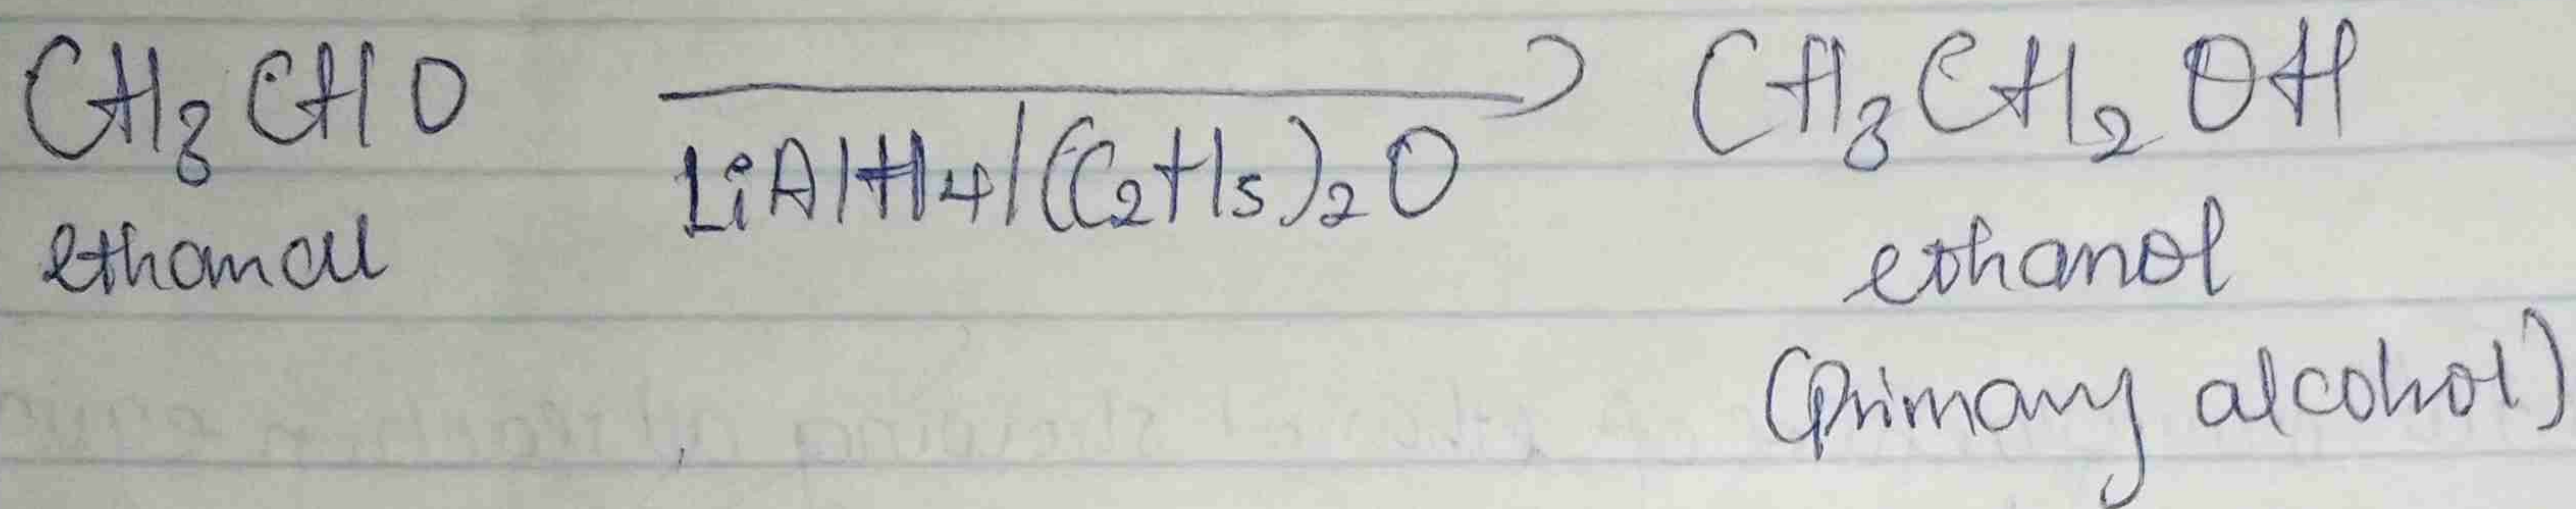 CH₃CHO ⟶ CH₃CH₂OH
LiAlH₄/(C₂H₅)₂O
ethanal ethanol
(Primary alcohol)